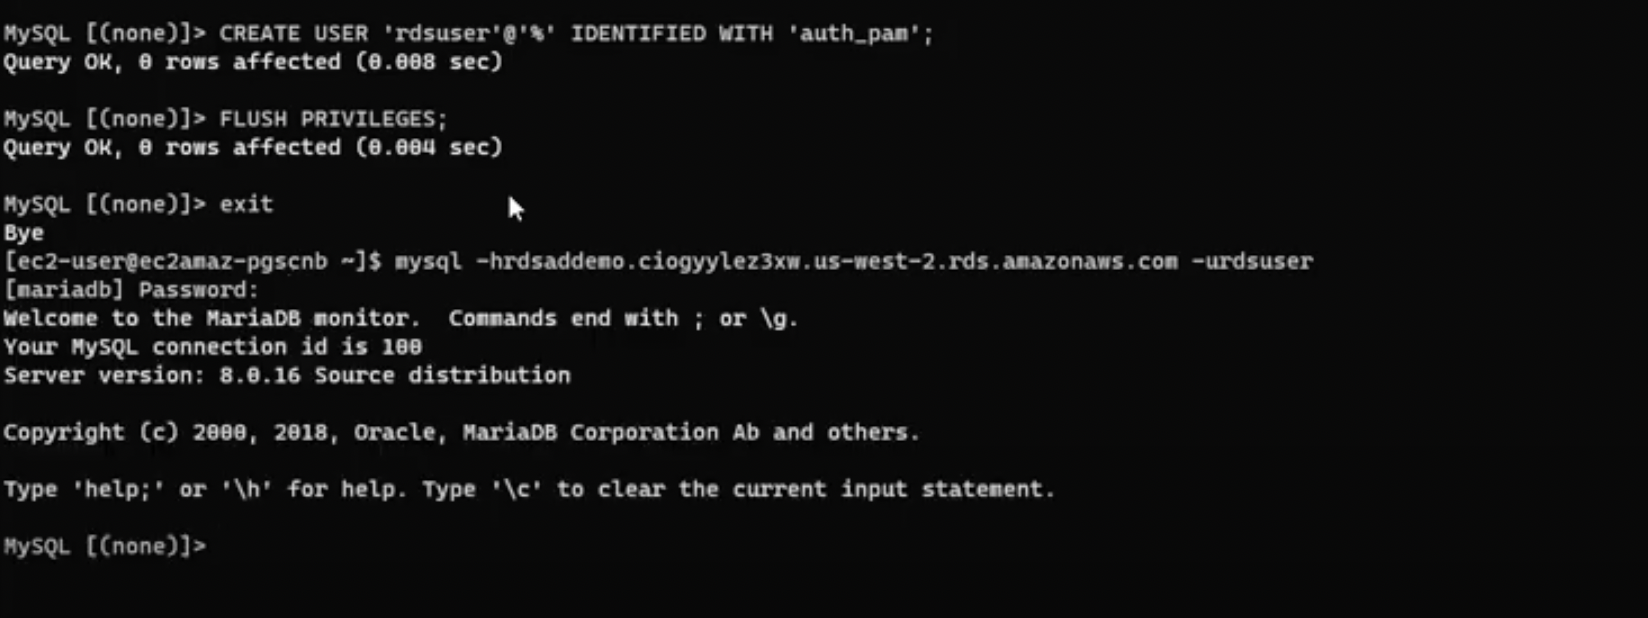 MySQL [(none)]> CREATE USER 'rdsuser'@'%' IDENTIFIED WITH 'auth_pam';
Query OK, 0 rows affected (0.008 sec)
MySQL [(none)]> FLUSH PRIVILEGES;
Query OK, 0 rows affected (0.004 sec)
MySQL [(none)]> exit
Bye
[ec2-user@ec2amaz-pgscnb ~]$ mysql -hrdsaddemo.ciogyylez3xw.us-west-2.rds.amazonaws.com -urdsuser
[mariadb] Password:
Welcome to the MariaDB monitor.  Commands end with ; or \g.
Your MySQL connection id is 100
Server version: 8.0.16 Source distribution
Copyright (c) 2000, 2018, Oracle, MariaDB Corporation Ab and others.
Type 'help;' or '\h' for help. Type '\c' to clear the current input statement.
MySQL [(none)]>